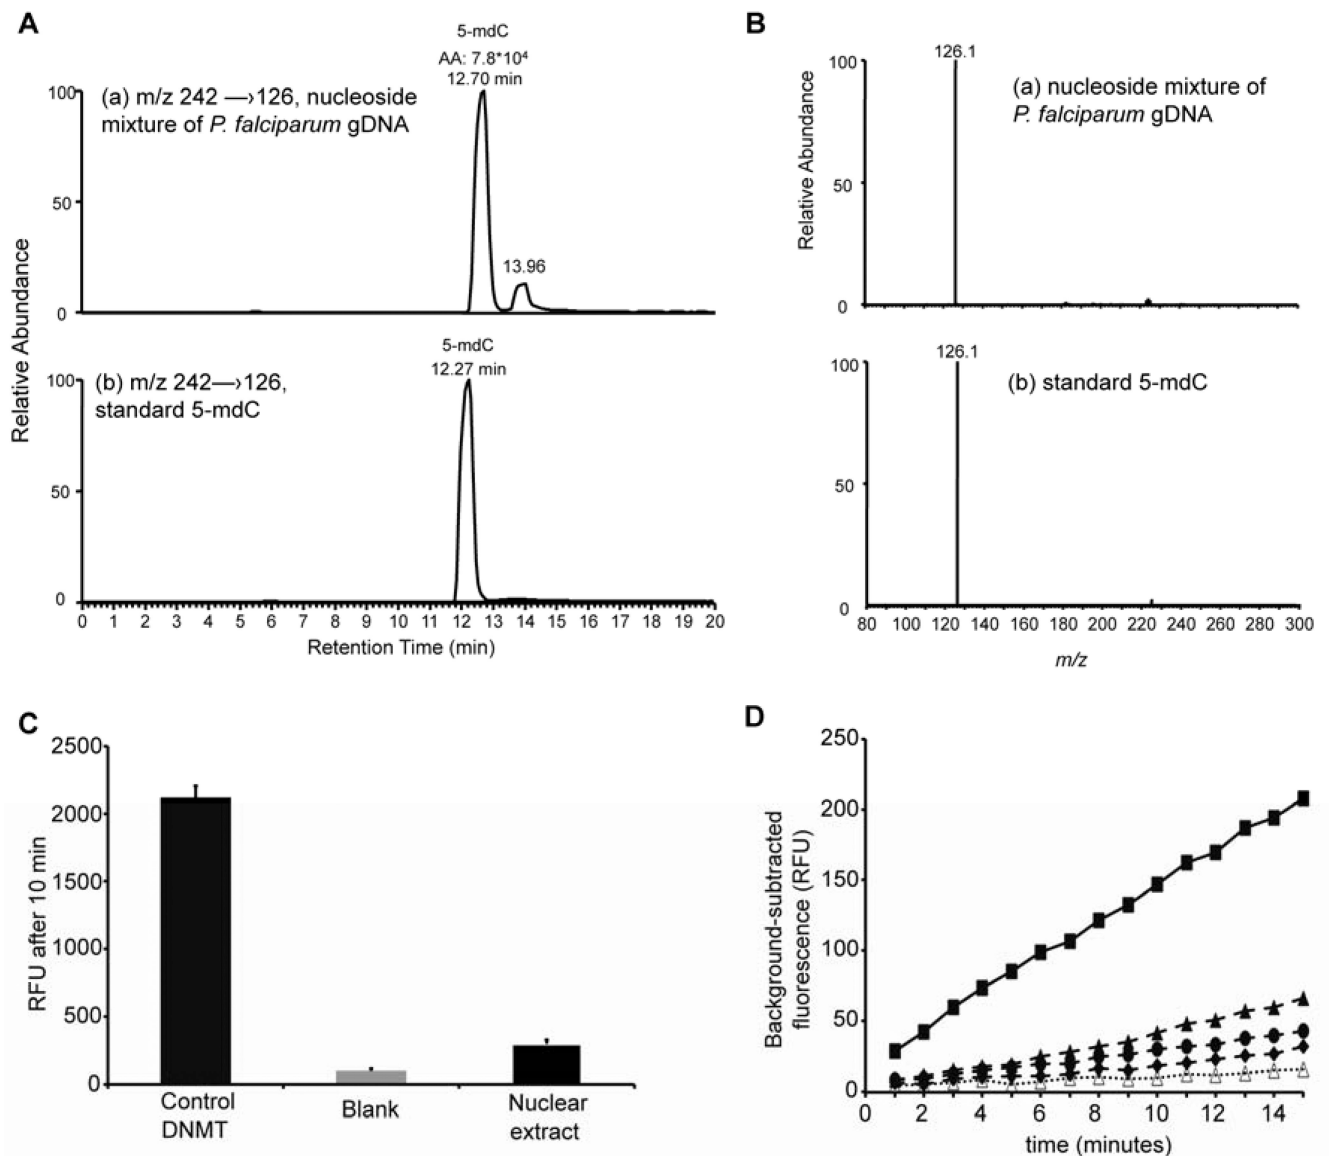 A
5-mdC
AA: 7.8*10⁴
12.70 min
(a) m/z 242 —→126, nucleoside
mixture of P. falciparum gDNA
100
50
0
13.96
5-mdC
12.27 min
(b) m/z 242—→126,
standard 5-mdC
100
50
0
0 1 2 3 4 5 6 7 8 9 10 11 12 13 14 15 16 17 18 19 20
Retention Time (min)
Relative Abundance
B
126.1
(a) nucleoside mixture of
P. falciparum gDNA
100
50
0
Relative Abundance
126.1
(b) standard 5-mdC
100
50
0
80 100 120 140 160 180 200 220 240 260 280 300
m/z
C
2500
2000
1500
1000
500
0
RFU after 10 min
Control
DNMT
Blank
Nuclear
extract
D
250
200
150
100
50
0
Background-subtracted
fluorescence (RFU)
0 2 4 6 8 10 12 14
time (minutes)